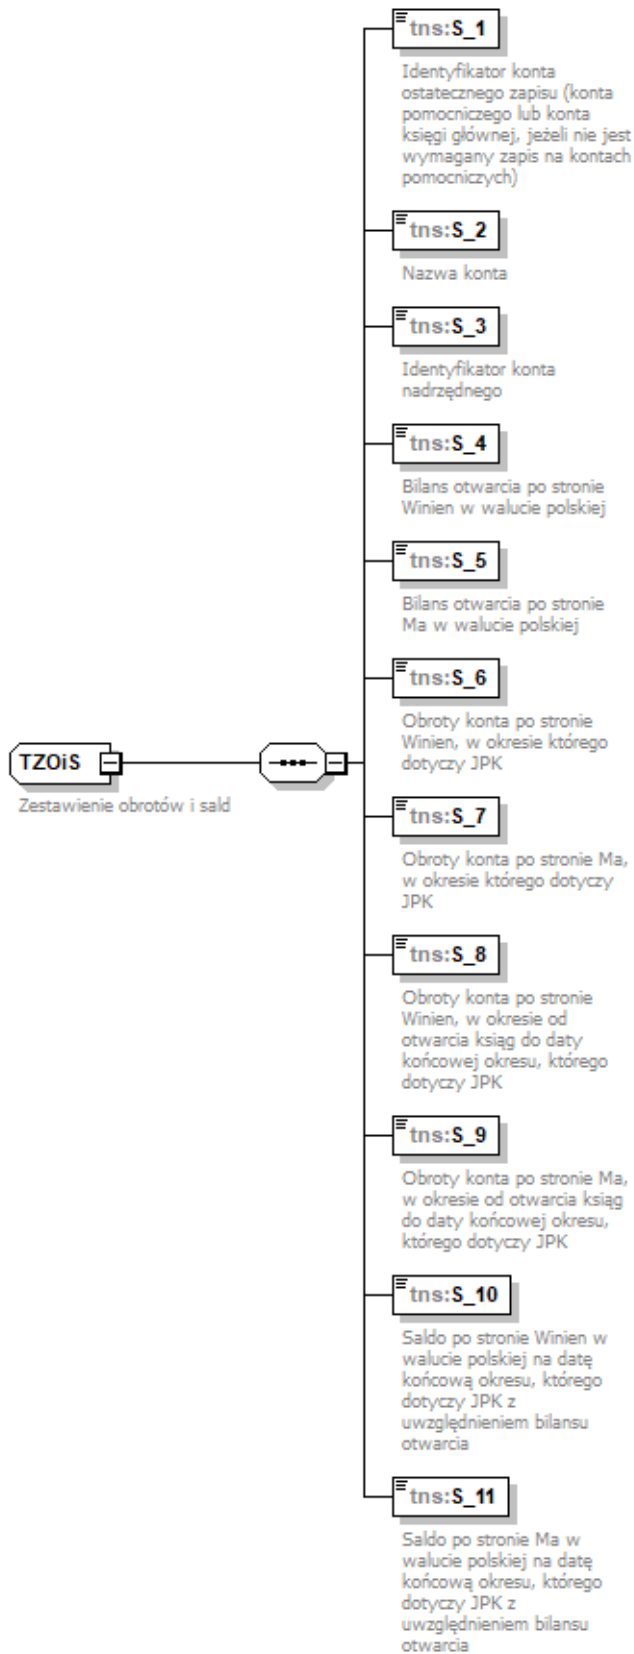 tns:S_1
Identyfikator konta
ostatecznego zapisu (konta
pomocniczego lub konta
księgi głównej, jeżeli nie jest
wymagany zapis na kontach
pomocniczych)
tns:S_2
Nazwa konta
tns:S_3
Identyfikator konta
nadrzędnego
tns:S_4
Bilans otwarcia po stronie
Winien w walucie polskiej
tns:S_5
Bilans otwarcia po stronie
Ma w walucie polskiej
tns:S_6
Obroty konta po stronie
Winien, w okresie którego
dotyczy JPK
TZOiS
Zestawienie obrotów i sald
tns:S_7
Obroty konta po stronie Ma,
w okresie którego dotyczy
JPK
tns:S_8
Obroty konta po stronie
Winien, w okresie od
otwarcia ksiąg do daty
końcowej okresu, którego
dotyczy JPK
tns:S_9
Obroty konta po stronie Ma,
w okresie od otwarcia ksiąg
do daty końcowej okresu,
którego dotyczy JPK
tns:S_10
Saldo po stronie Winien w
walucie polskiej na datę
końcową okresu, którego
dotyczy JPK z
uwzględnieniem bilansu
otwarcia
tns:S_11
Saldo po stronie Ma w
walucie polskiej na datę
końcową okresu, którego
dotyczy JPK z
uwzględnieniem bilansu
otwarcia